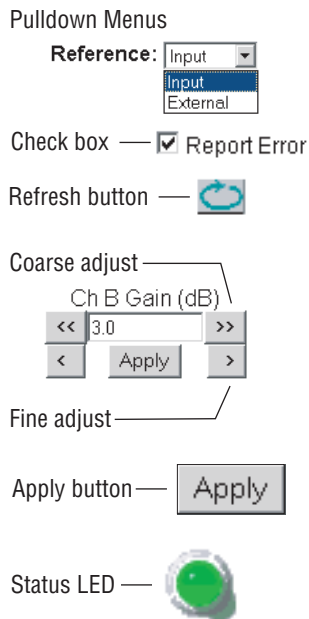 Pulldown Menus
Reference: Input
Input
External
Check box
Report Error
Refresh button
Coarse adjust
Ch B Gain (dB)
<< 3.0 >>
< Apply >
Fine adjust
Apply button
Apply
Status LED